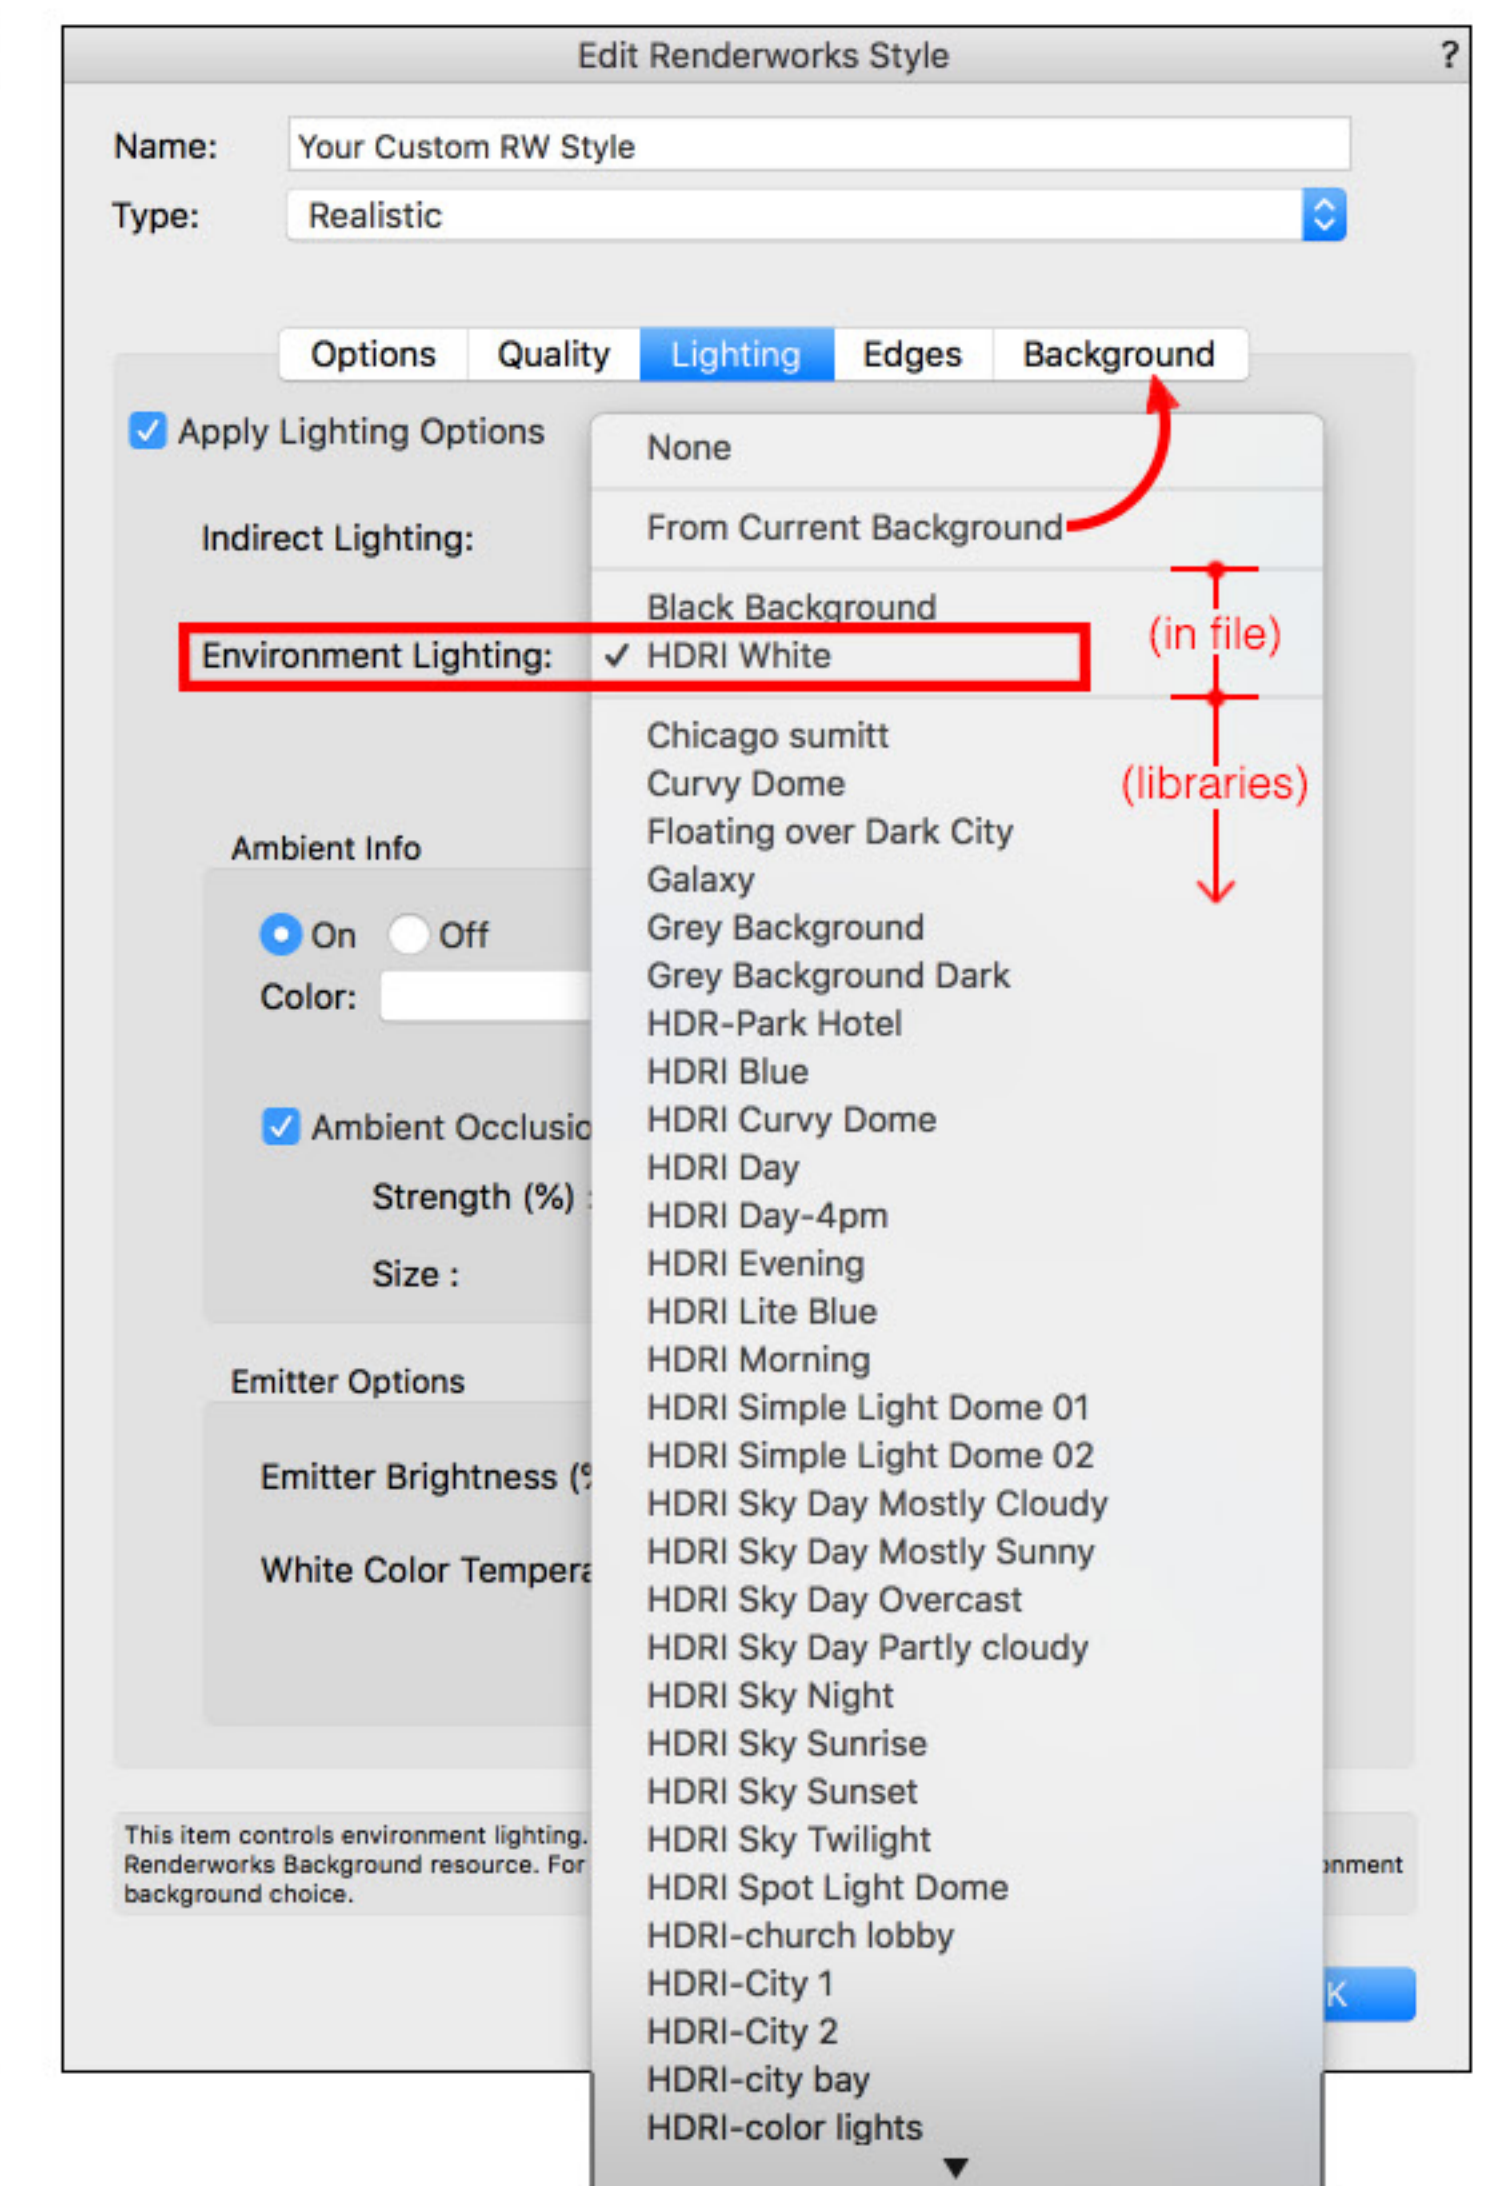 Edit Renderworks Style ?
Name: Your Custom RW Style
Type: Realistic
Options Quality Lighting Edges Background
Apply Lighting Options
None
Indirect Lighting: From Current Background
Black Background
(in file)
Environment Lighting: ✓ HDRI White
Chicago sumitt
Curvy Dome
(libraries)
Floating over Dark City
Ambient Info
Galaxy
On Off
Grey Background
Grey Background Dark
Color:
HDR-Park Hotel
HDRI Blue
HDRI Curvy Dome
Ambient
HDRI Day
Strength (%) :
HDRI Day-4pm
HDRI Evening
Size :
HDRI Lite Blue
HDRI Morning
Emitter Options
HDRI Simple Light Dome 01
HDRI Simple Light Dome 02
Emitter Brightness
HDRI Sky Day Mostly Cloudy
HDRI Sky Day Mostly Sunny
White Color
HDRI Sky Day Overcast
HDRI Sky Day Partly cloudy
HDRI Sky Night
HDRI Sky Sunrise
HDRI Sky Sunset
This item controls environment lighting.
HDRI Sky Twilight
Renderworks Background resource. For
background choice.
HDRI Spot Light Dome
HDRI-church lobby
HDRI-City 1
HDRI-City 2
HDRI-city bay
HDRI-color lights